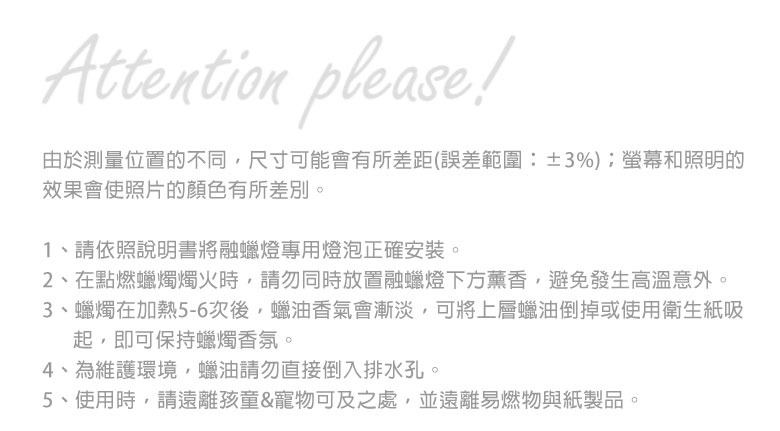 Attention please!
由於測量位置的不同，尺寸可能會有所差距(誤差範圍：±3%)；螢幕和照明的
效果會使照片的顏色有所差別。
1、請依照說明書將融蠟燈專用燈泡正確安裝。
2、在點燃蠟燭燭火時，請勿同時放置融蠟燈下方薰香，避免發生高溫意外。
3、蠟燭在加熱5-6次後，蠟油香氣會漸淡，可將上層蠟油倒掉或使用衛生紙吸
起，即可保持蠟燭香氛。
4、為維護環境，蠟油請勿直接倒入排水孔。
5、使用時，請遠離孩童&寵物可及之處，並遠離易燃物與紙製品。